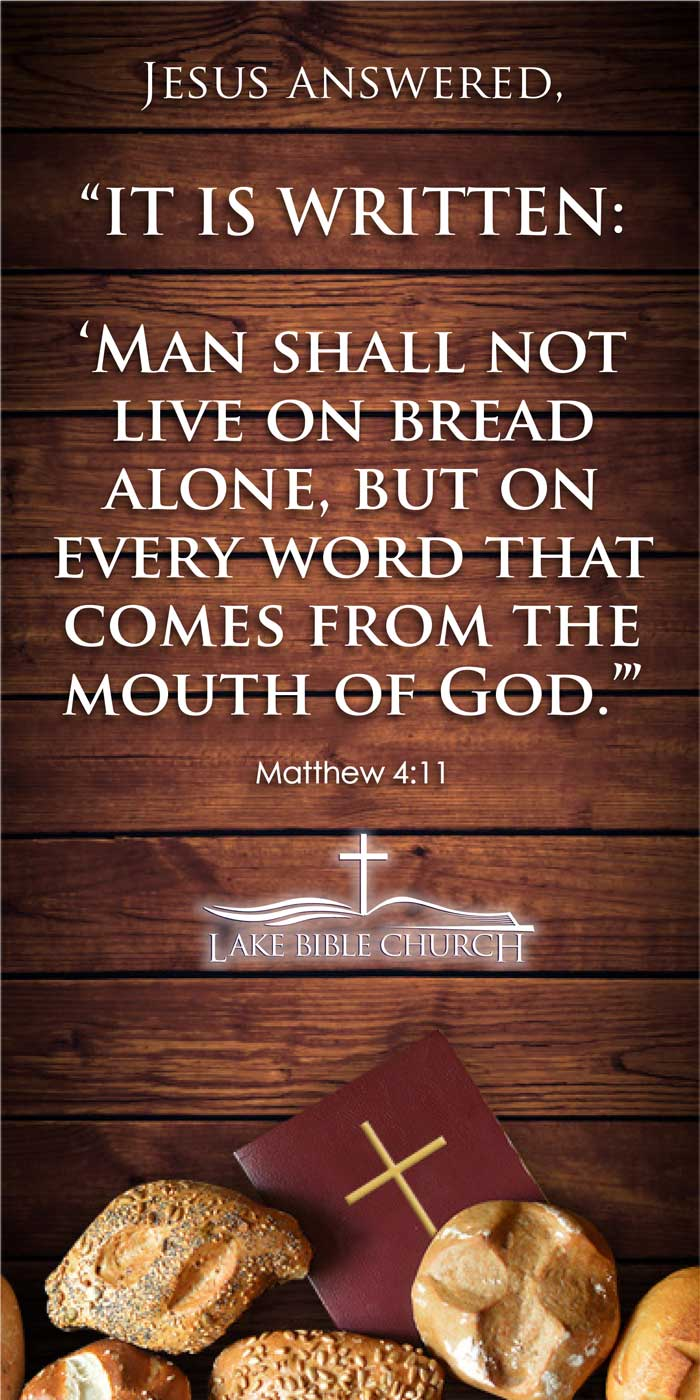 JESUS ANSWERED,
“IT IS WRITTEN:
‘MAN SHALL NOT
LIVE ON BREAD
ALONE, BUT ON
EVERY WORD THAT
COMES FROM THE
MOUTH OF GOD.’”
Matthew 4:11
LAKE BIBLE CHURCH